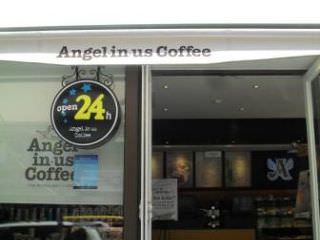 Angel in us Coffee
open 24h
Angel in us
Coffee
Angel
in us
Coffee